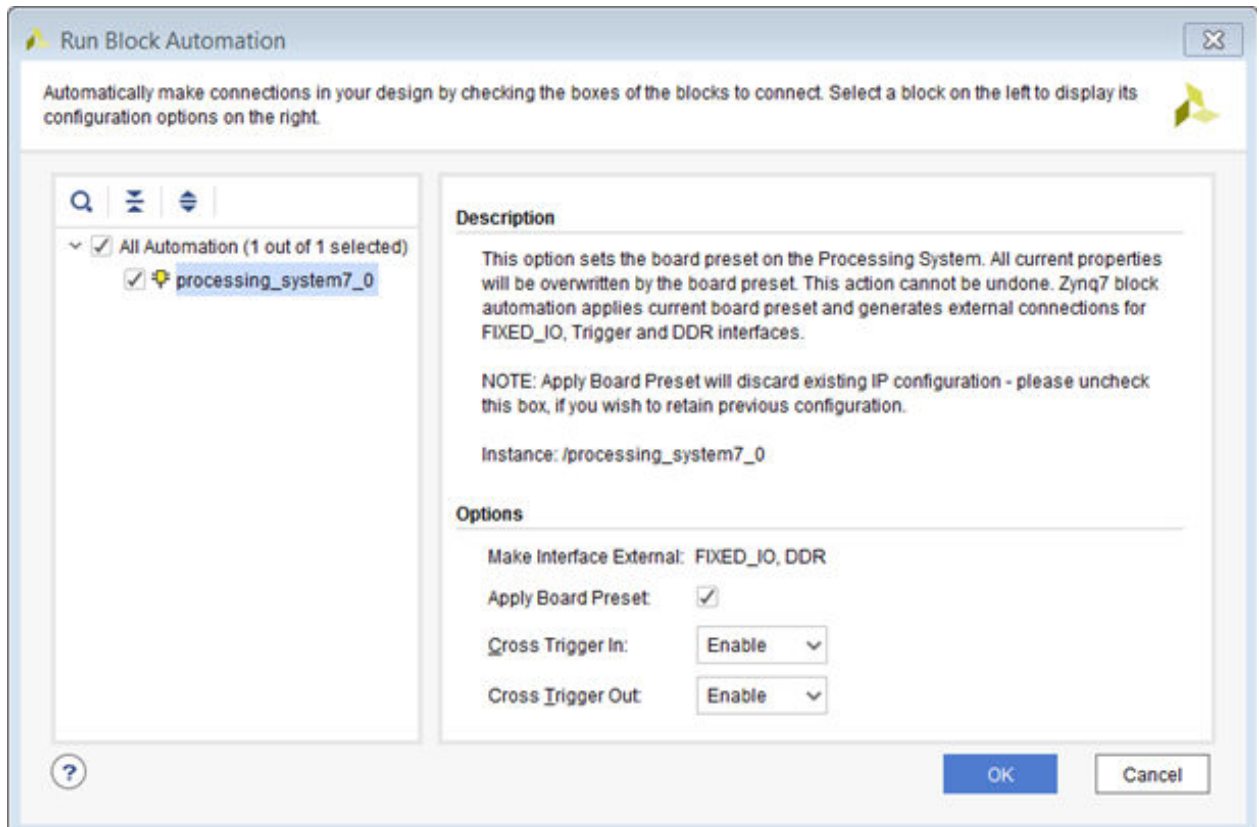 Run Block Automation
Automatically make connections in your design by checking the boxes of the blocks to connect. Select a block on the left to display its
configuration options on the right.
All Automation (1 out of 1 selected)
processing_system7_0
Description
This option sets the board preset on the Processing System. All current properties
will be overwritten by the board preset. This action cannot be undone. Zynq7 block
automation applies current board preset and generates external connections for
FIXED_IO, Trigger and DDR interfaces.
NOTE: Apply Board Preset will discard existing IP configuration - please uncheck
this box, if you wish to retain previous configuration.
Instance: /processing_system7_0
Options
Make Interface External: FIXED_IO, DDR
Apply Board Preset:
Cross Trigger In: Enable
Cross Trigger Out: Enable
?
OK Cancel